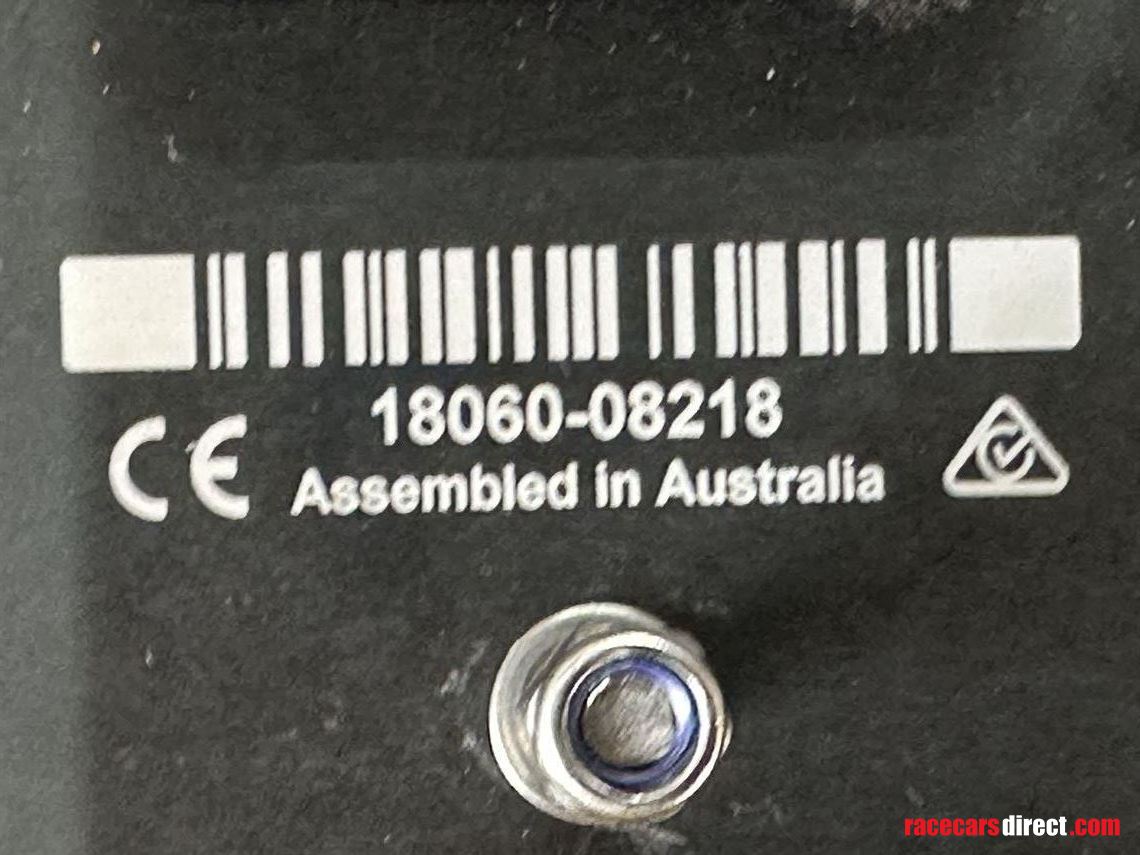 18060-08218
CE
Assembled in Australia
racecarsdirect.com